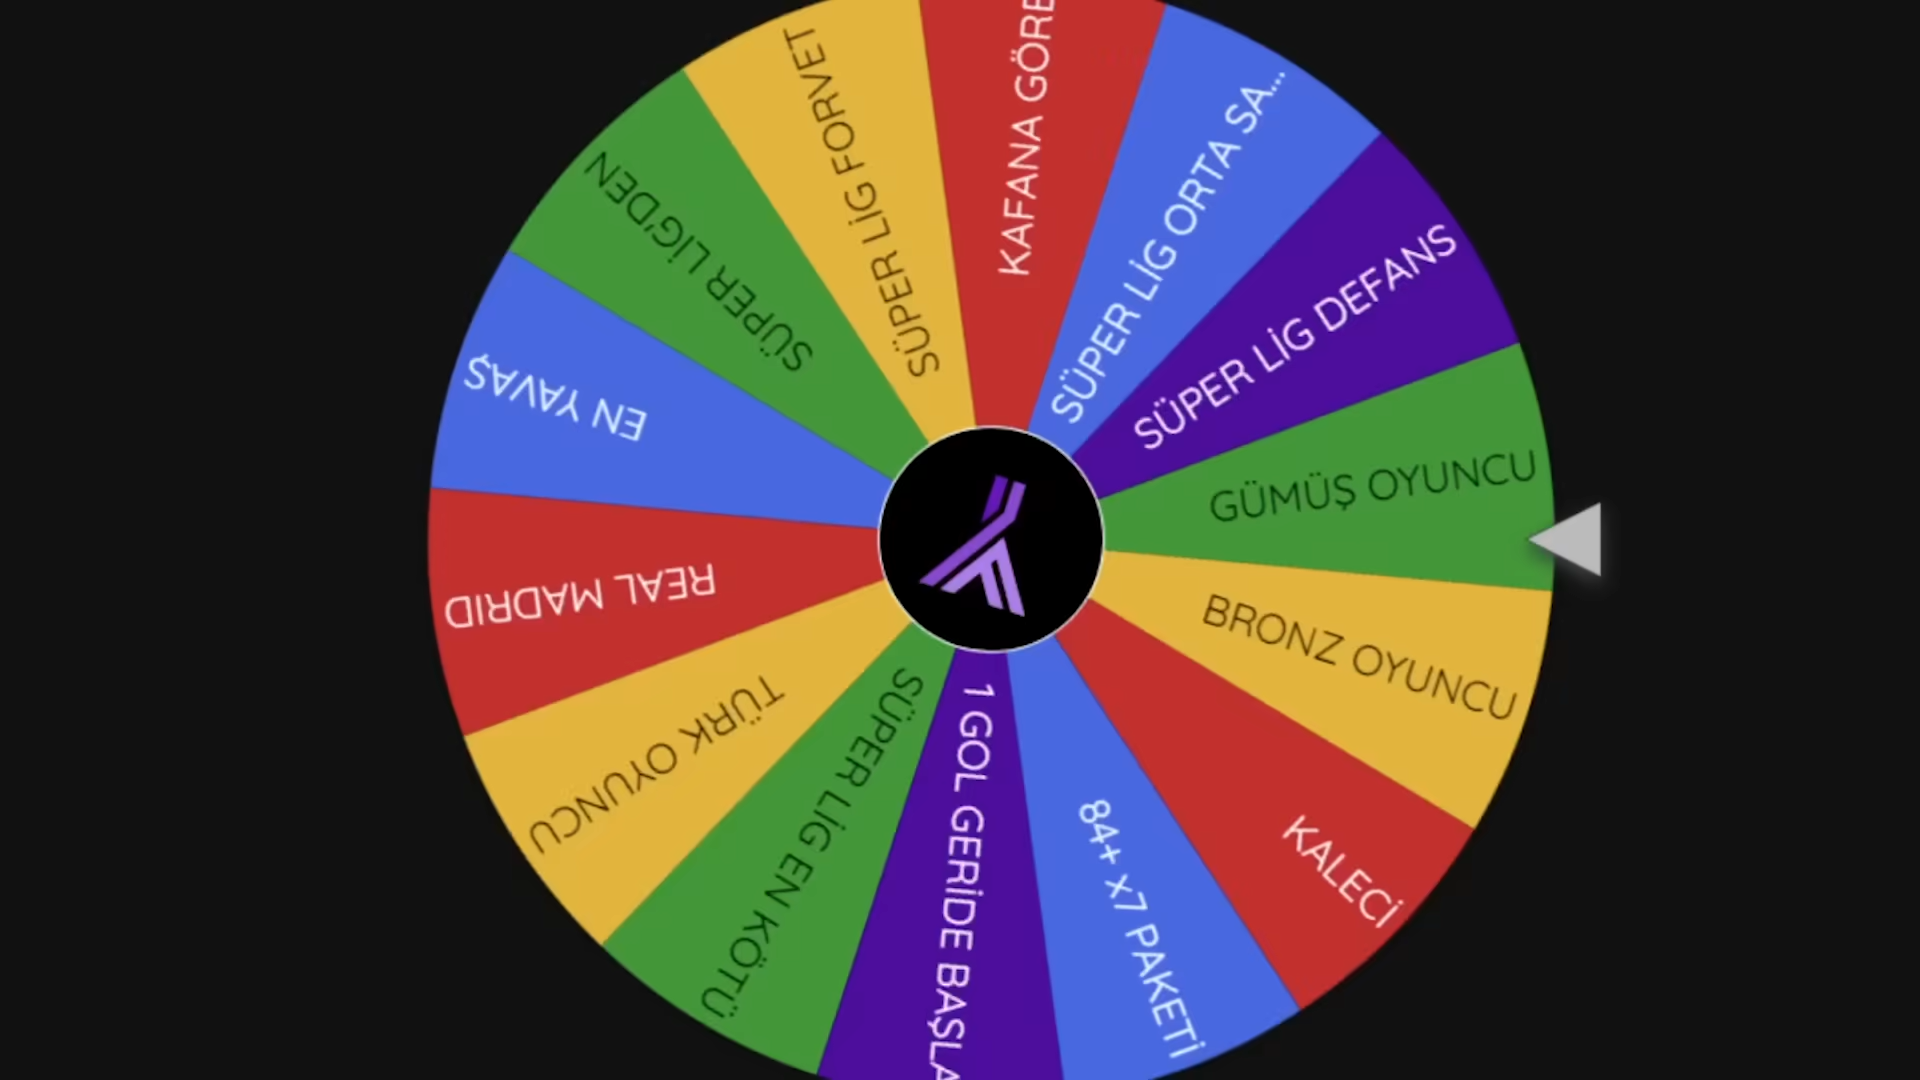 KAFANA GÖRE
SÜPER LİG ORTA SA...
SÜPER LİG DEFANS
GÜMÜŞ OYUNCU
BRONZ OYUNCU
KALECİ
84+ x7 PAKETİ
1 GOL GERİDE BAŞLA
SÜPER LİG EN KÖTÜ
TÜRK OYUNCU
REAL MADRID
EN YAVAŞ
SÜPER LİG'DEN
SÜPER LİG FORVET